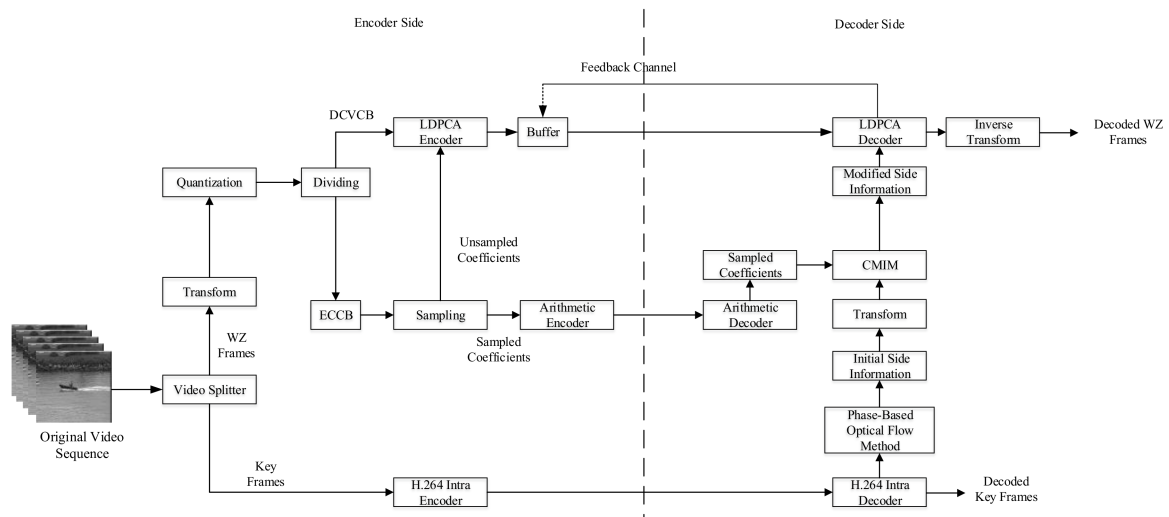 Encoder Side
Decoder Side
Feedback Channel
DCVCB
LDPCA
Encoder
Buffer
LDPCA
Decoder
Inverse
Transform
Decoded WZ
Frames
Quantization
Dividing
Modified Side
Information
Unsampled
Coefficients
Sampled
Coefficients
CMIM
Transform
ECCB
Sampling
Arithmetic
Encoder
Arithmetic
Decoder
Transform
WZ
Frames
Sampled
Coefficients
Initial Side
Information
Video Splitter
Phase-Based
Optical Flow
Method
Original Video
Sequence
Key
Frames
H.264 Intra
Encoder
H.264 Intra
Decoder
Decoded
Key Frames